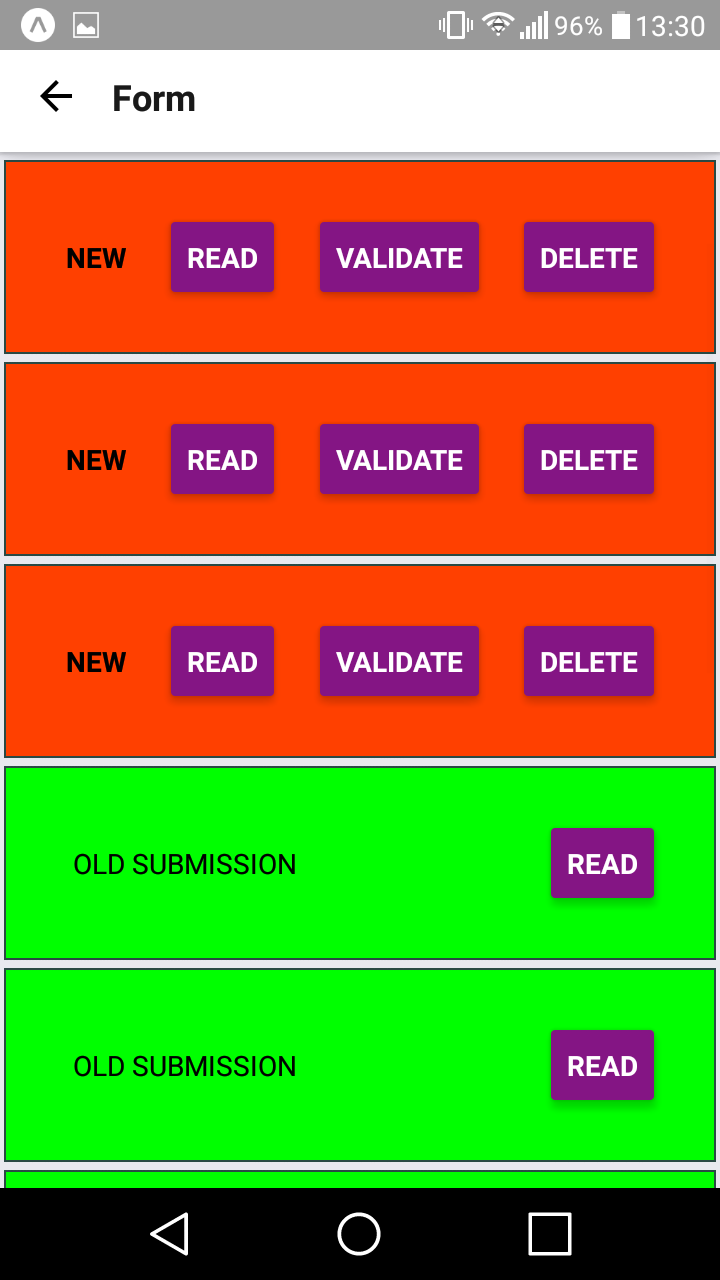 96% 13:30
Form
NEW READ VALIDATE DELETE
NEW READ VALIDATE DELETE
NEW READ VALIDATE DELETE
OLD SUBMISSION READ
OLD SUBMISSION READ